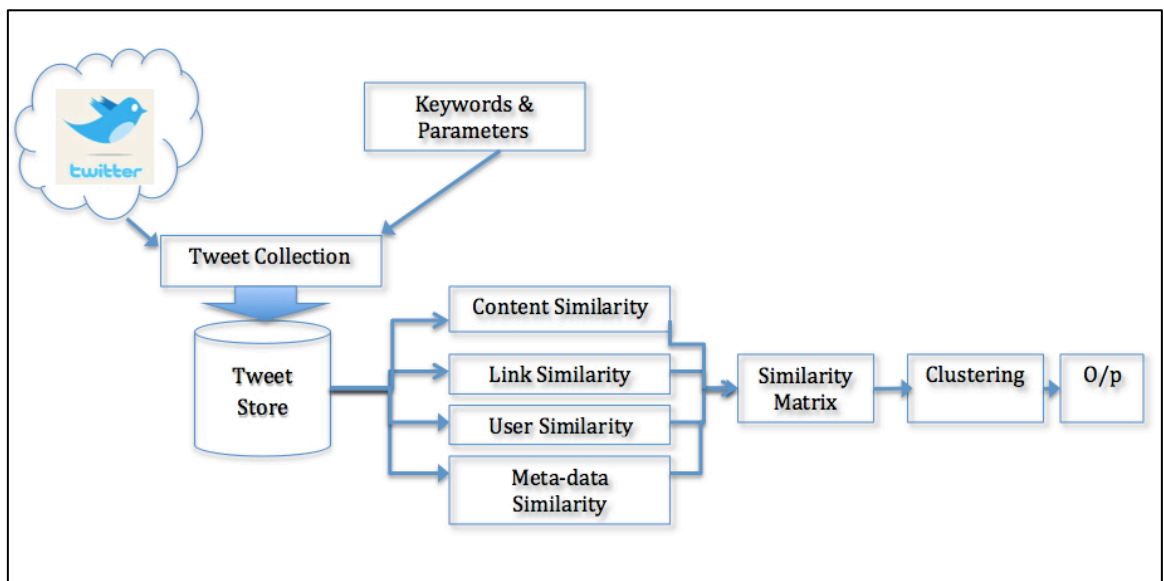 twitter
Keywords &
Parameters
Tweet Collection
Tweet
Store
Content Similarity
Link Similarity
User Similarity
Meta-data
Similarity
Similarity
Matrix
Clustering
O/p